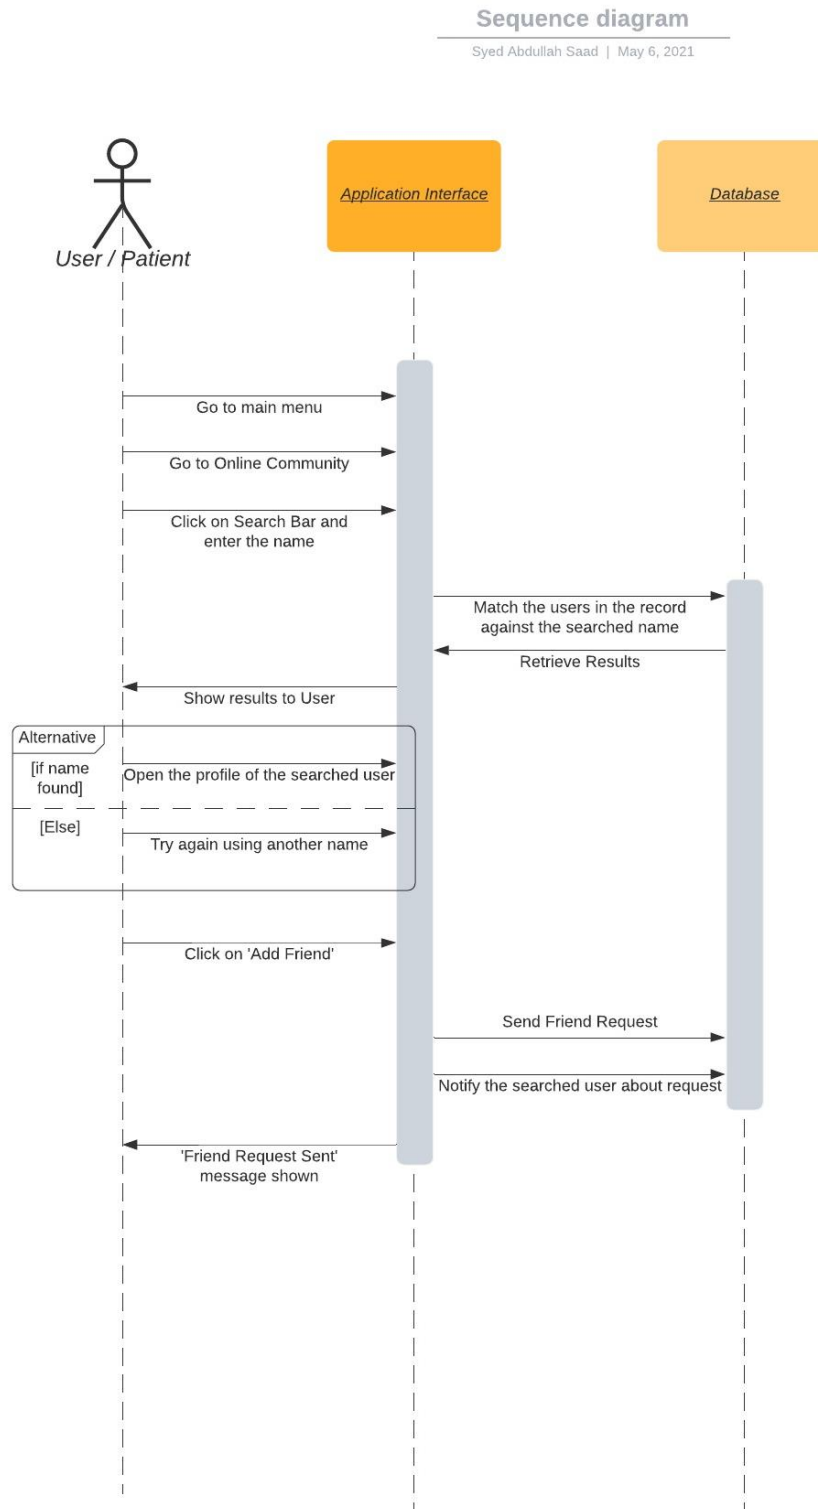 Sequence diagram
Syed Abdullah Saad | May 6, 2021
Application Interface
Database
User / Patient
Go to main menu
Go to Online Community
Click on Search Bar and
enter the name
Match the users in the record
against the searched name
Retrieve Results
Show results to User
Alternative
[if name
found]
Open the profile of the searched user
[Else]
Try again using another name
Click on 'Add Friend'
Send Friend Request
Notify the searched user about request
'Friend Request Sent'
message shown